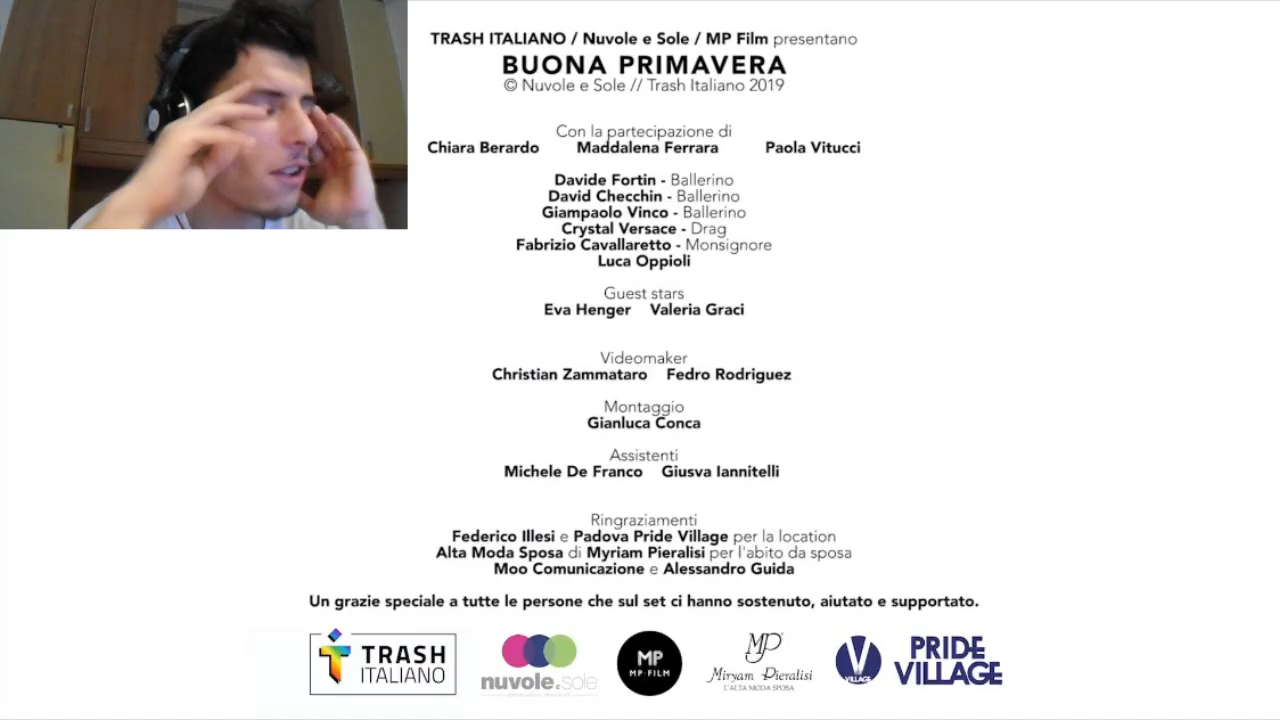 TRASH ITALIANO / Nuvole e Sole / MP Film presentano
BUONA PRIMAVERA
© Nuvole e Sole // Trash Italiano 2019
Con la partecipazione di
Chiara Berardo Maddalena Ferrara Paola Vitucci
Davide Fortin - Ballerino
David Checchin - Ballerino
Giampaolo Vinco - Ballerino
Crystal Versace - Drag
Fabrizio Cavallaretto - Monsignore
Luca Oppioli
Guest stars
Eva Henger Valeria Graci
Videomaker
Christian Zammataro Fedro Rodriguez
Montaggio
Gianluca Conca
Assistenti
Michele De Franco Giusva Iannitelli
Ringraziamenti
Federico Illesi e Padova Pride Village per la location
Alta Moda Sposa di Myriam Pieralisi per l'abito da sposa
Moo Comunicazione e Alessandro Guida
Un grazie speciale a tutte le persone che sul set ci hanno sostenuto, aiutato e supportato.
TRASH
ITALIANO
nuvole e sole
MP
MP·FILM
MP
Miryam Pieralisi
L'ALTA MODA SPOSA
V
VILLAGE
PRIDE
VILLAGE